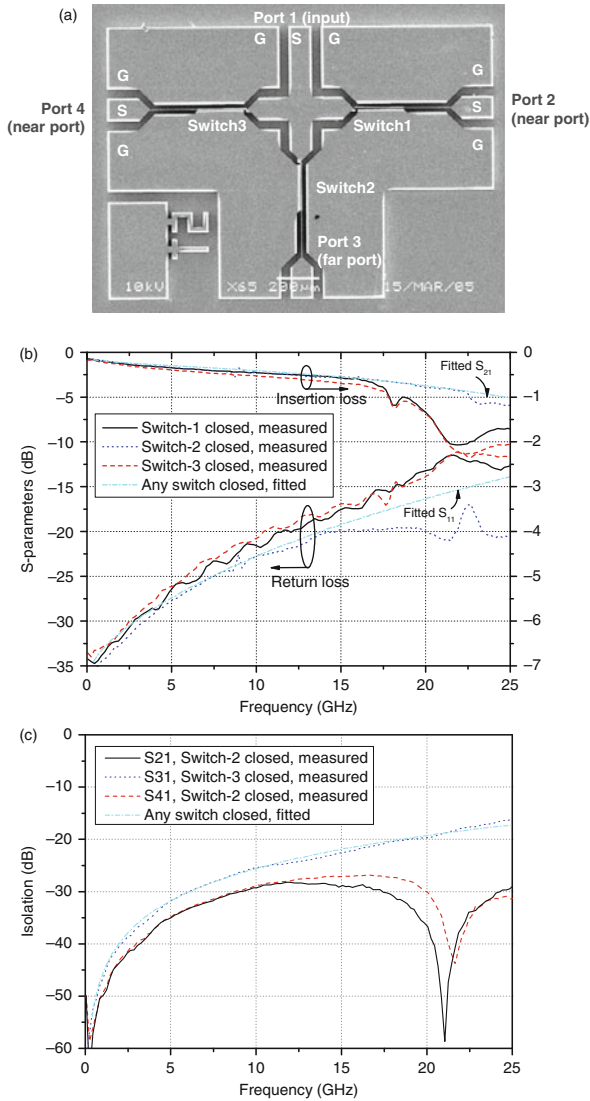 (a)
Port 1 (input)
G S G
G G
Port 4
(near port)
S S
Port 2
(near port)
Switch3 Switch1
G G
Switch2
Port 3
(far port)
10kV X65 200μm 15/MAR/05
(b)
0
−5
−10
−15
−20
−25
−30
−35
S-parameters (dB)
0
−1
−2
−3
−4
−5
−6
−7
Fitted S21
Insertion loss
Switch-1 closed, measured
Switch-2 closed, measured
Switch-3 closed, measured
Any switch closed, fitted
Fitted S11
Return loss
0 5 10 15 20 25
Frequency (GHz)
(c)
0
−10
−20
−30
−40
−50
−60
Isolation (dB)
S21, Switch-2 closed, measured
S31, Switch-3 closed, measured
S41, Switch-2 closed, measured
Any switch closed, fitted
0 5 10 15 20 25
Frequency (GHz)